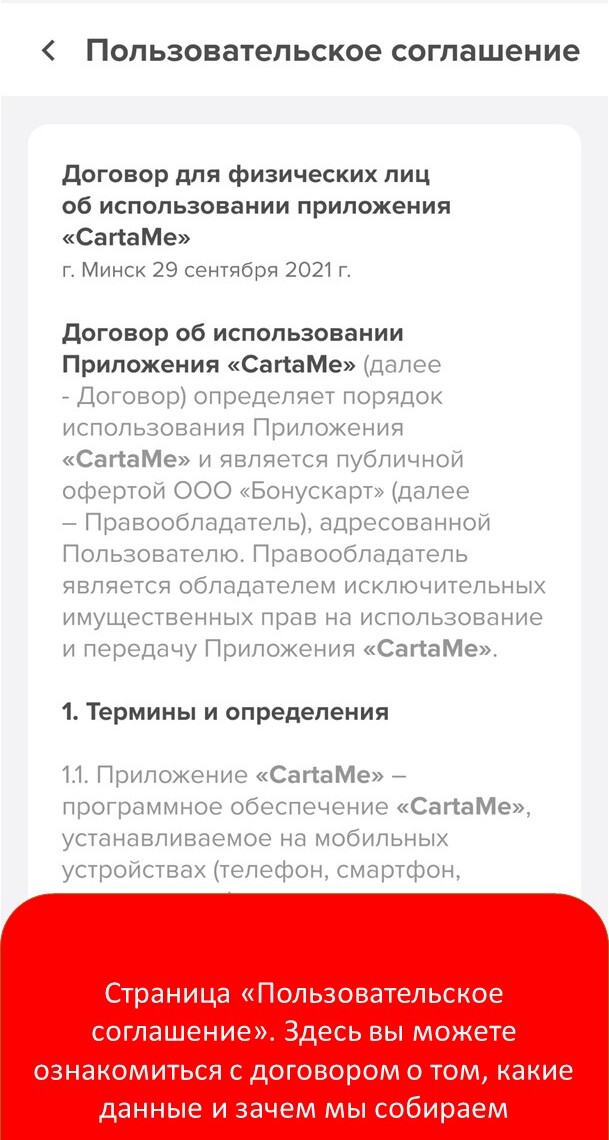 Пользовательское соглашение
Договор для физических лиц
об использовании приложения
«CartaMe»
г. Минск 29 сентября 2021 г.
Договор об использовании
Приложения «CartaMe» (далее
- Договор) определяет порядок
использования Приложения
«CartaMe» и является публичной
офертой ООО «Бонускарт» (далее
– Правообладатель), адресованной
Пользователю. Правообладатель
является обладателем исключительных
имущественных прав на использование
и передачу Приложения «CartaMe».
1. Термины и определения
1.1. Приложение «CartaMe» –
программное обеспечение «CartaMe»,
устанавливаемое на мобильных
устройствах (телефон, смартфон,
Страница «Пользовательское
соглашение». Здесь вы можете
ознакомиться с договором о том, какие
данные и зачем мы собираем